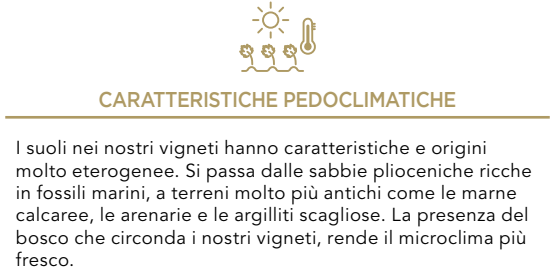 CARATTERISTICHE PEDOCLIMATICHE
I suoli nei nostri vigneti hanno caratteristiche e origini
molto eterogenee. Si passa dalle sabbie plioceniche ricche
in fossili marini, a terreni molto più antichi come le marne
calcaree, le arenarie e le argilliti scagliose. La presenza del
bosco che circonda i nostri vigneti, rende il microclima più
fresco.